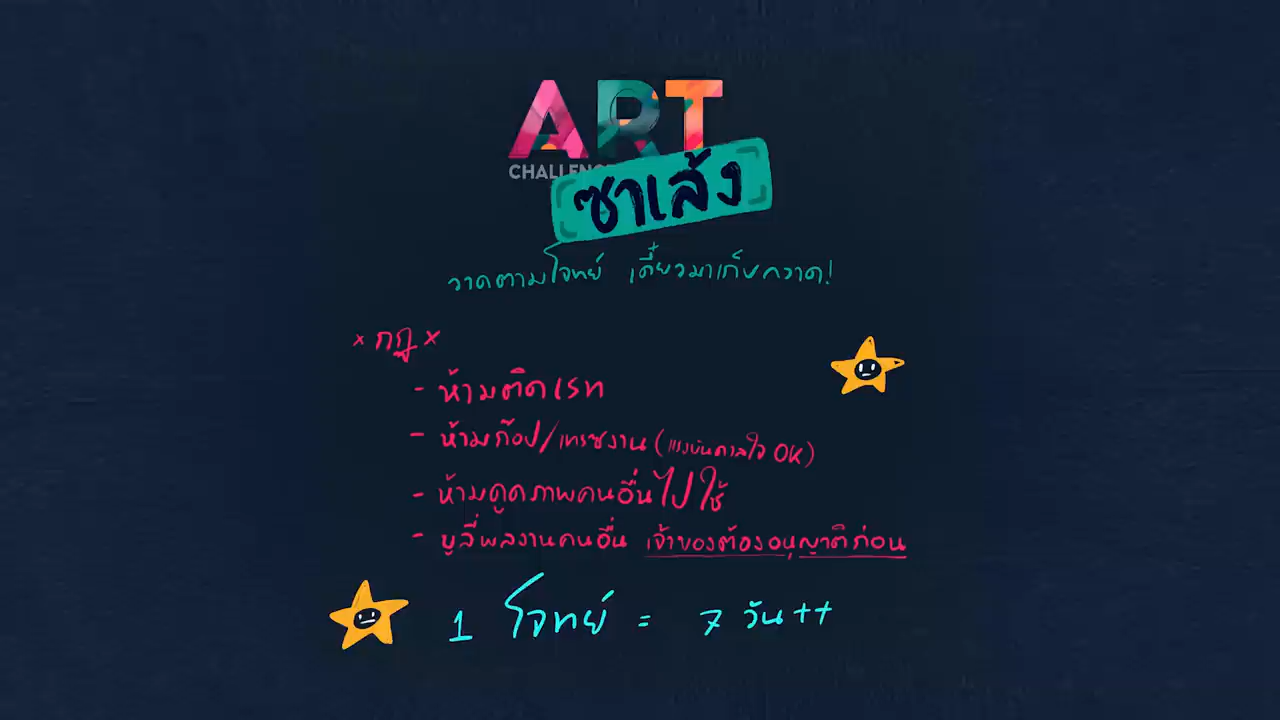 ART
CHALLENGE
ซาเล้ง
วาดตามโจทย์ เดี๋ยวมาเก็บกวาด!
× กฎ ×
- ห้ามติดเรท
- ห้ามก๊อป/เทรซงาน (แรงบันดาลใจ OK)
- ห้ามดูดภาพคนอื่นไปใช้
- บูลี่ผลงานคนอื่น เจ้าของต้องอนุญาติก่อน
1 โจทย์ = 7 วัน++